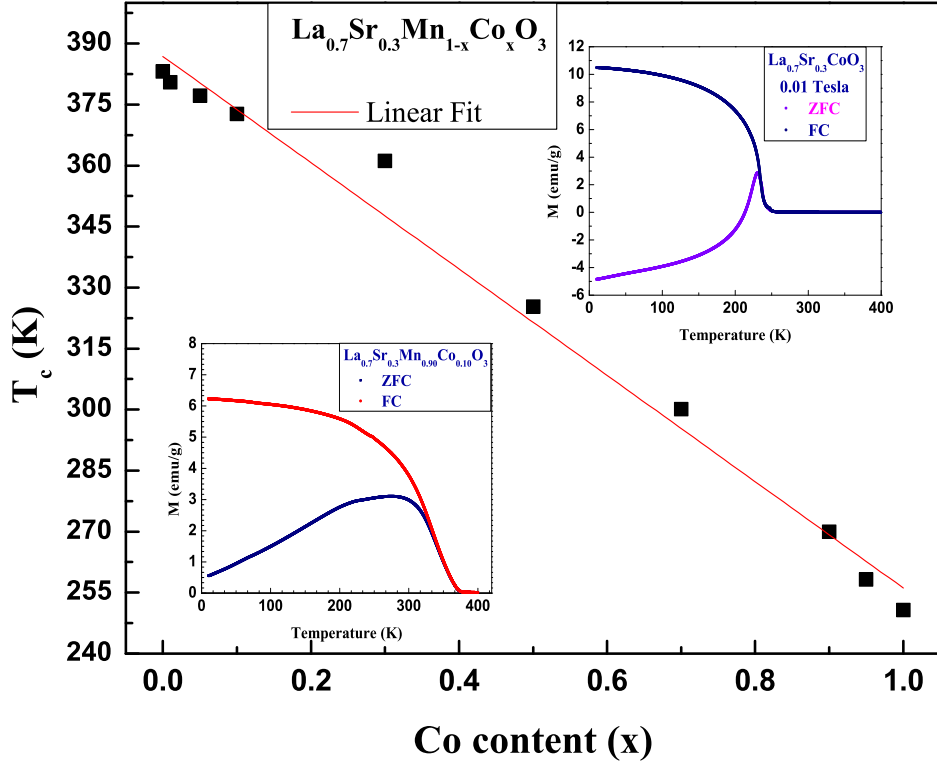 La0.7Sr0.3Mn1-xCoxO3
Linear Fit
Tc (K)
390
375
360
345
330
315
300
285
270
255
240
0.0 0.2 0.4 0.6 0.8 1.0
Co content (x)
La0.7Sr0.3CoO3
0.01 Tesla
ZFC
FC
M (emu/g)
12
10
8
6
4
2
0
-2
-4
-6
0 100 200 300 400
Temperature (K)
La0.7Sr0.3Mn0.90Co0.10O3
ZFC
FC
M (emu/g)
8
7
6
5
4
3
2
1
0
0 100 200 300 400
Temperature (K)